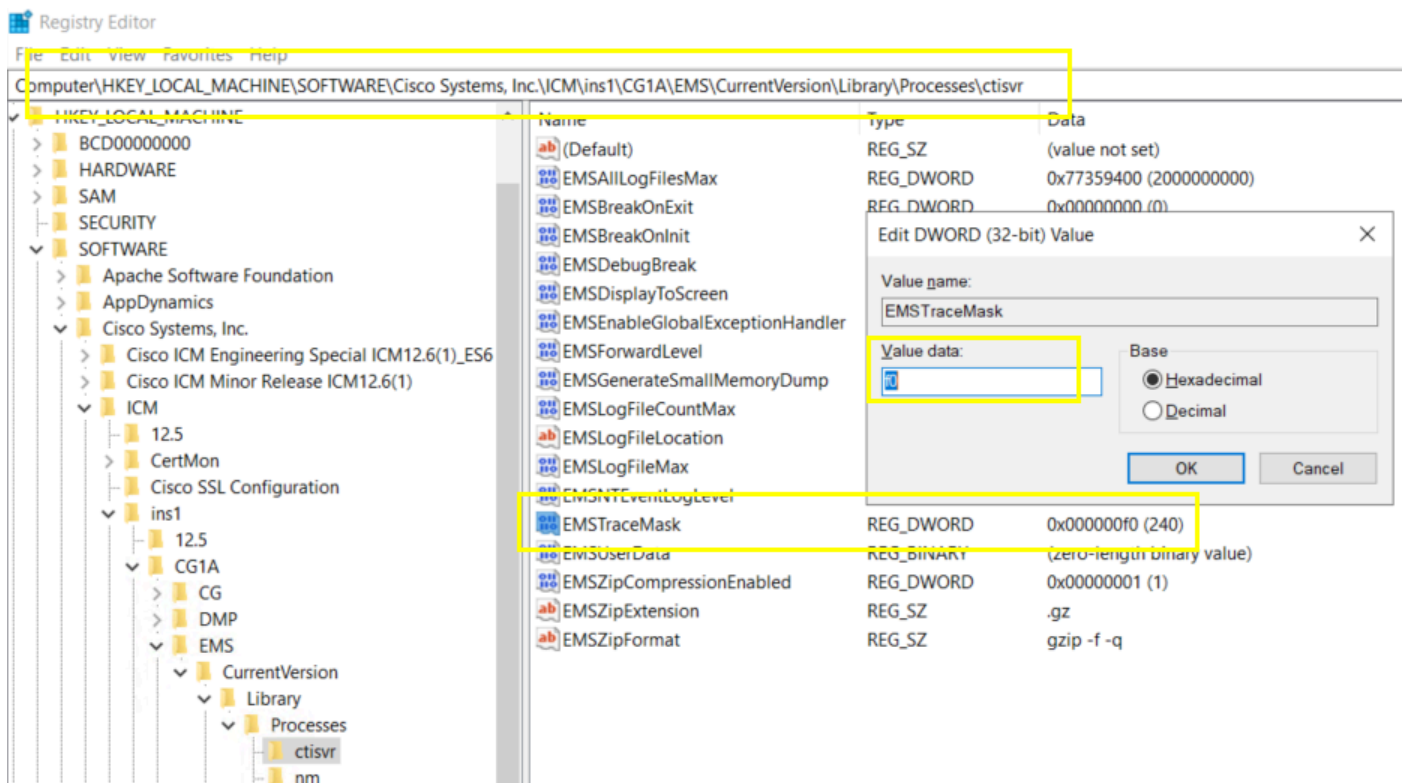 Registry Editor
File Edit View Favorites Help
Computer\HKEY_LOCAL_MACHINE\SOFTWARE\Cisco Systems, Inc.\ICM\ins1\CG1A\EMS\CurrentVersion\Library\Processes\ctisvr
HKEY_LOCAL_MACHINE
BCD00000000
HARDWARE
SAM
SECURITY
SOFTWARE
Apache Software Foundation
AppDynamics
Cisco Systems, Inc.
Cisco ICM Engineering Special ICM12.6(1)_ES6
Cisco ICM Minor Release ICM12.6(1)
ICM
12.5
CertMon
Cisco SSL Configuration
ins1
12.5
CG1A
CG
DMP
EMS
CurrentVersion
Library
Processes
ctisvr
nm
Name Type Data
(Default) REG_SZ (value not set)
EMSAllLogFilesMax REG_DWORD 0x77359400 (2000000000)
EMSBreakOnExit REG_DWORD 0x00000000 (0)
EMSBreakOnInit
EMSDebugBreak
EMSDisplayToScreen
EMSEnableGlobalExceptionHandler
EMSForwardLevel
EMSGenerateSmallMemoryDump
EMSLogFileCountMax
EMSLogFileLocation
EMSLogFileMax
EMSNTEventLogLevel
EMSTraceMask REG_DWORD 0x000000f0 (240)
EMSUserData REG_BINARY (zero-length binary value)
EMSZipCompressionEnabled REG_DWORD 0x00000001 (1)
EMSZipExtension REG_SZ .gz
EMSZipFormat REG_SZ gzip -f -q
Edit DWORD (32-bit) Value
Value name:
EMSTraceMask
Value data:
f0
Base
Hexadecimal
Decimal
OK Cancel